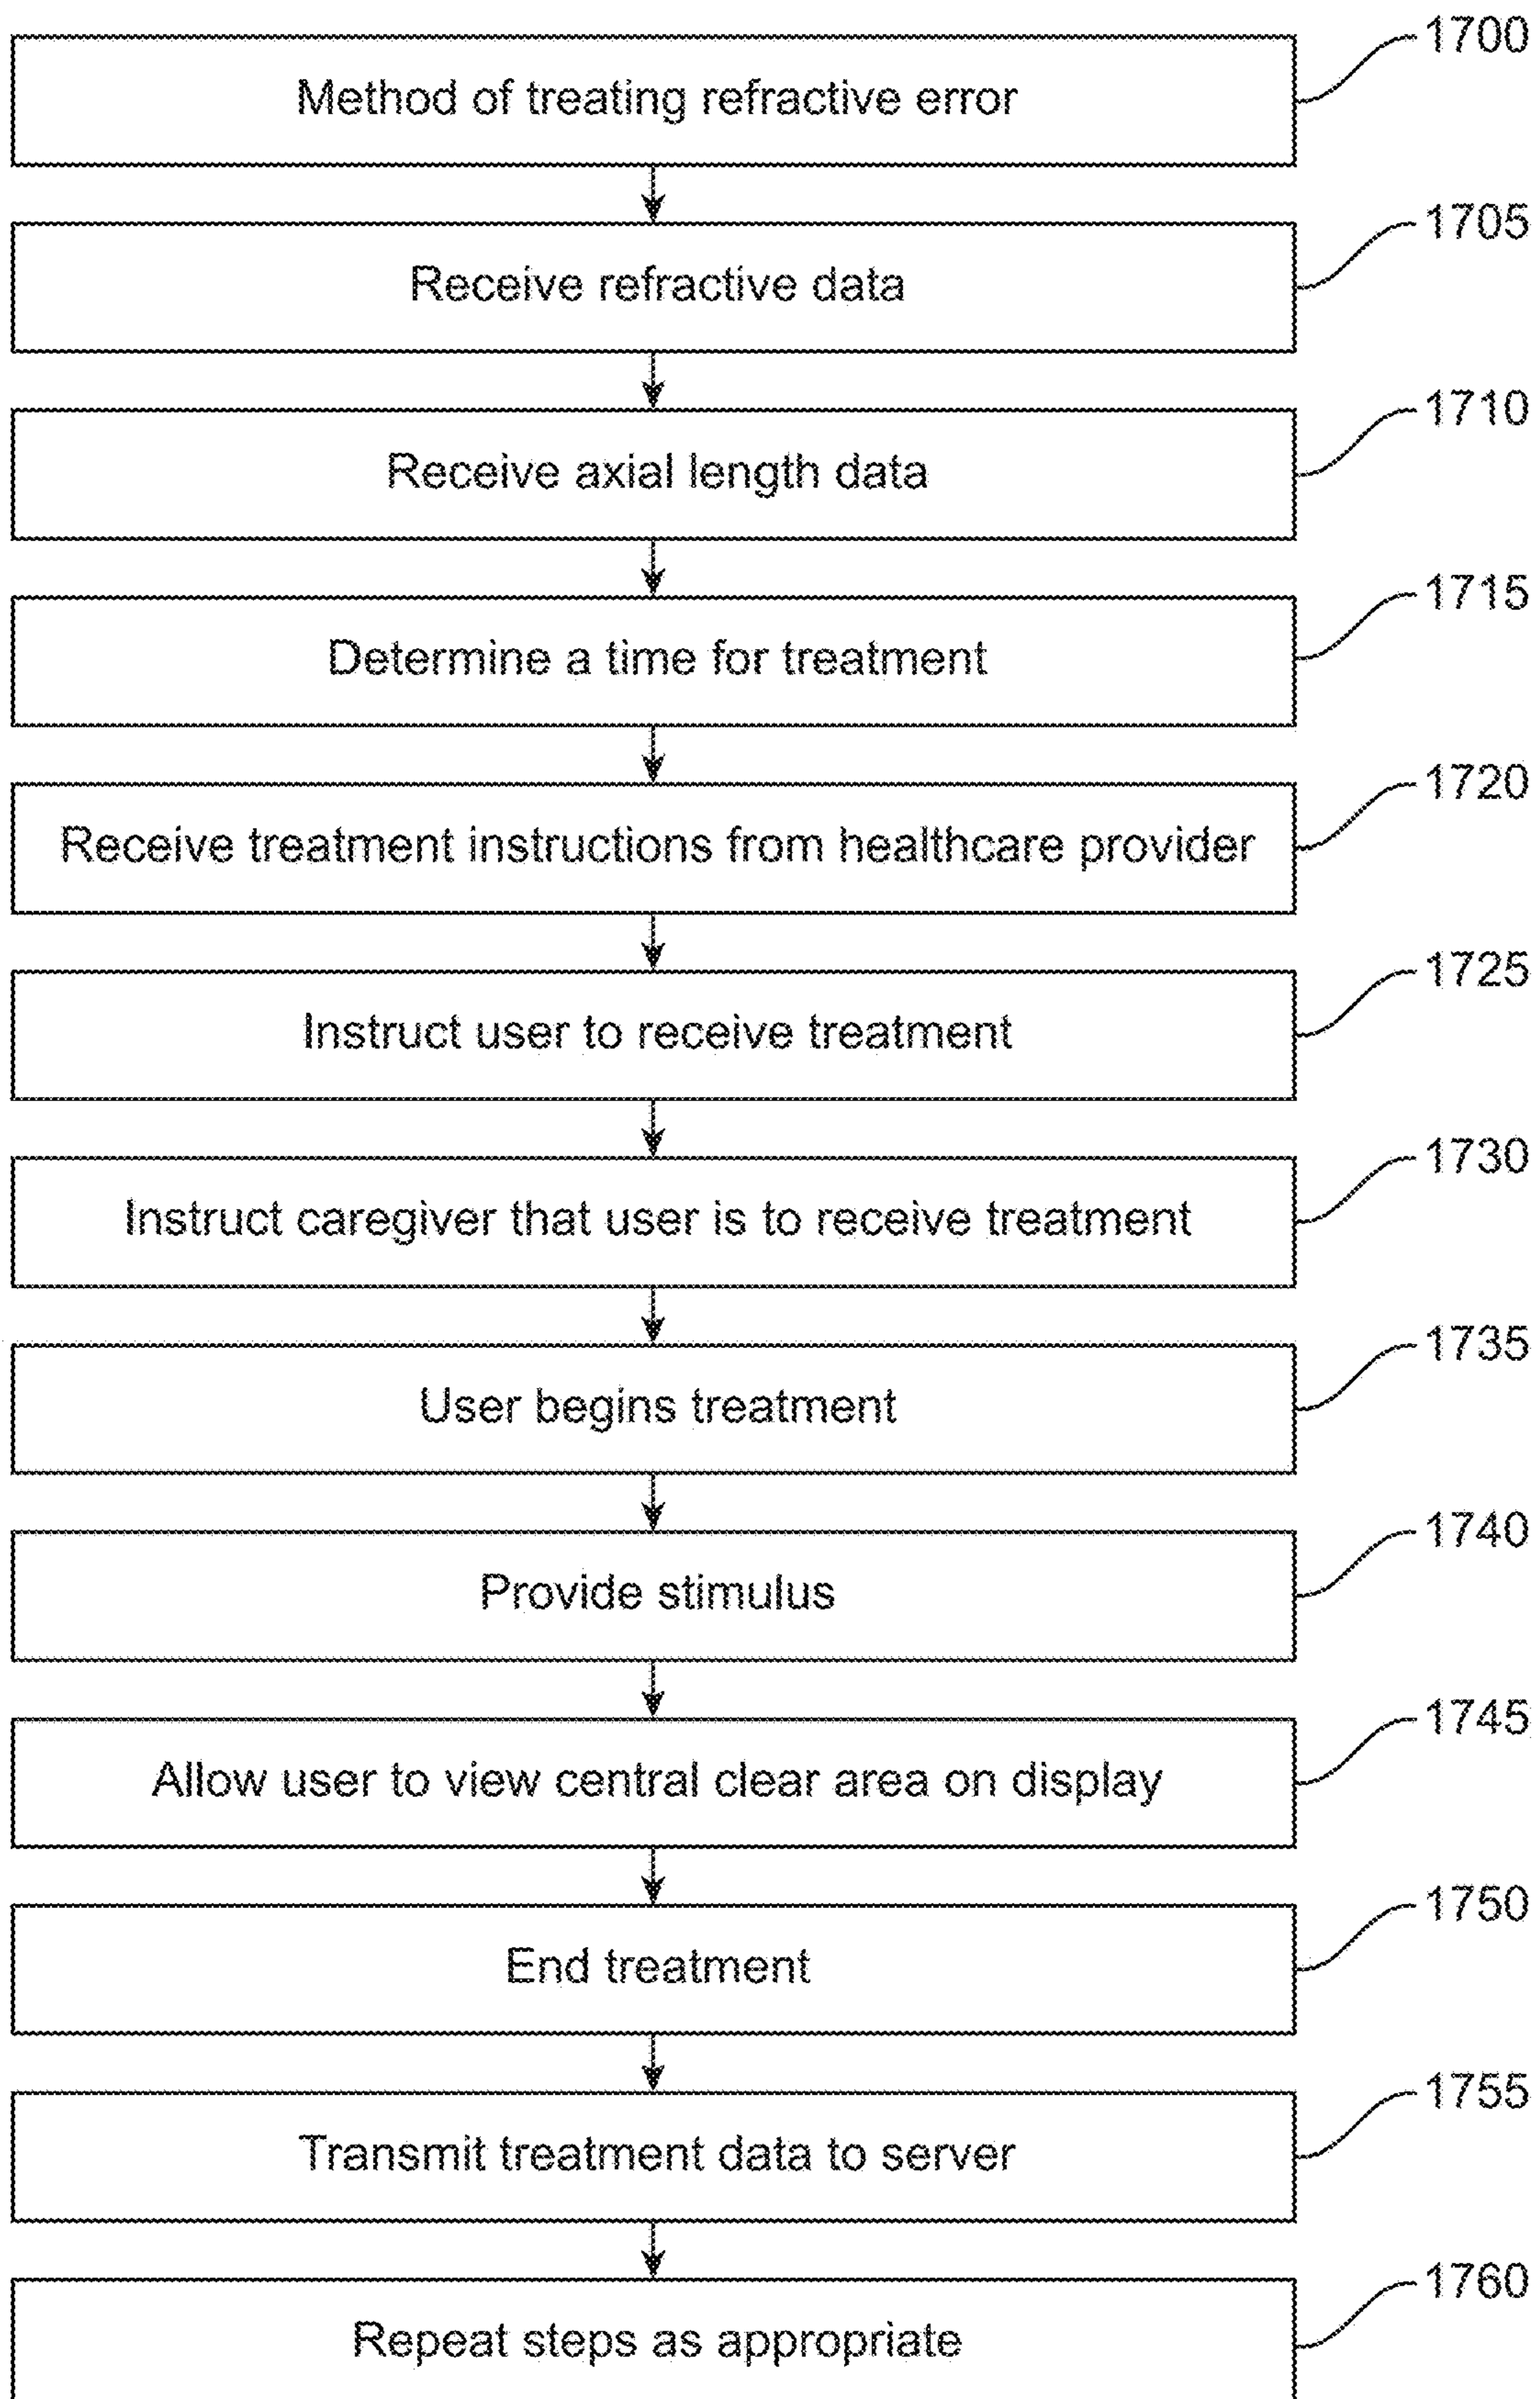 1700
Method of treating refractive error
1705
Receive refractive data
1710
Receive axial length data
1715
Determine a time for treatment
1720
Receive treatment instructions from healthcare provider
1725
Instruct user to receive treatment
1730
Instruct caregiver that user is to receive treatment
1735
User begins treatment
1740
Provide stimulus
1745
Allow user to view central clear area on display
1750
End treatment
1755
Transmit treatment data to server
1760
Repeat steps as appropriate